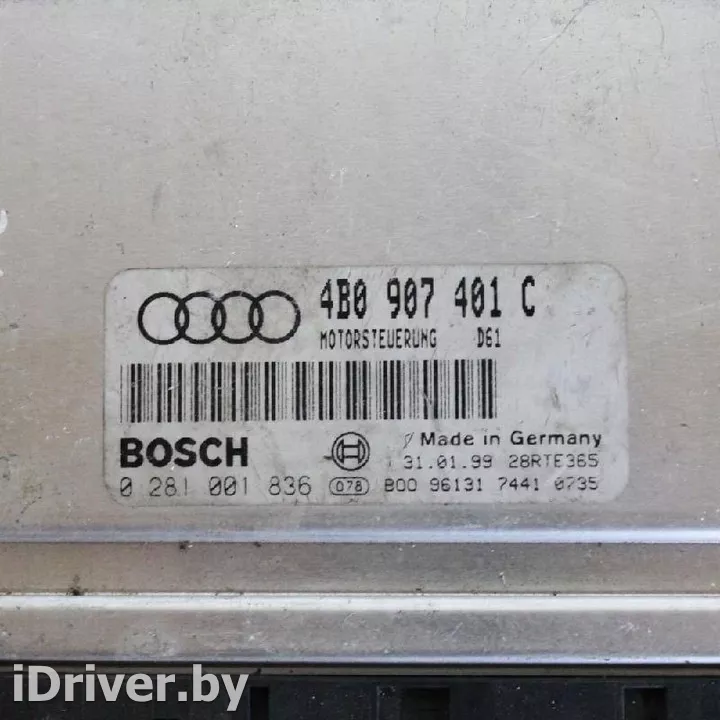 4B0 907 401 C
MOTORSTEUERUNG D61
BOSCH
Made in Germany
31.01.99 28RTE365
0 281 001 836 078 B00 96131 7441 0735
iDriver.by